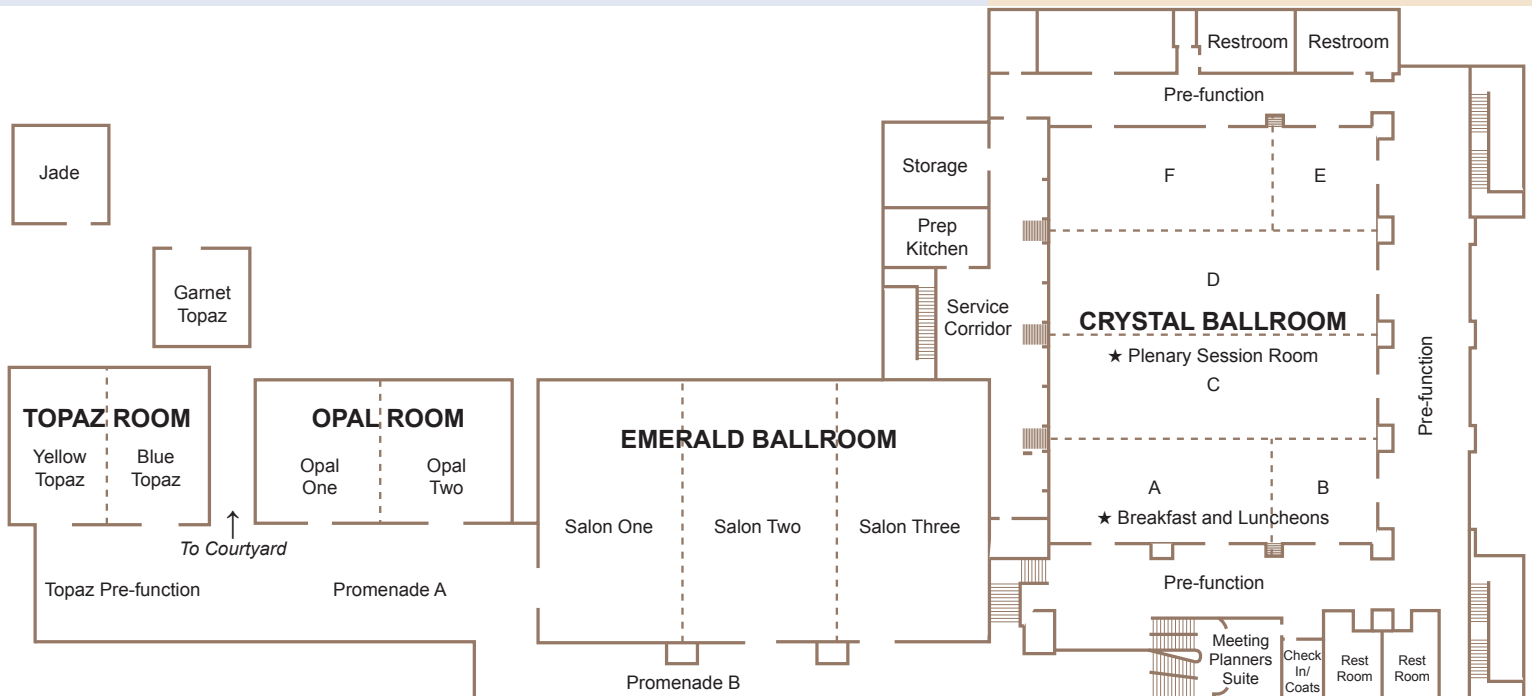 Restroom
Restroom
Pre-function
Jade
Storage
F
E
Prep
Kitchen
Garnet
Topaz
D
Service
Corridor
CRYSTAL BALLROOM
★ Plenary Session Room
C
Pre-function
TOPAZ ROOM
OPAL ROOM
EMERALD BALLROOM
Yellow
Topaz
Blue
Topaz
Opal
One
Opal
Two
A
B
★ Breakfast and Luncheons
Salon One
Salon Two
Salon Three
↑
To Courtyard
Topaz Pre-function
Promenade A
Pre-function
Meeting
Planners
Suite
Check
In/
Coats
Rest
Room
Rest
Room
Promenade B